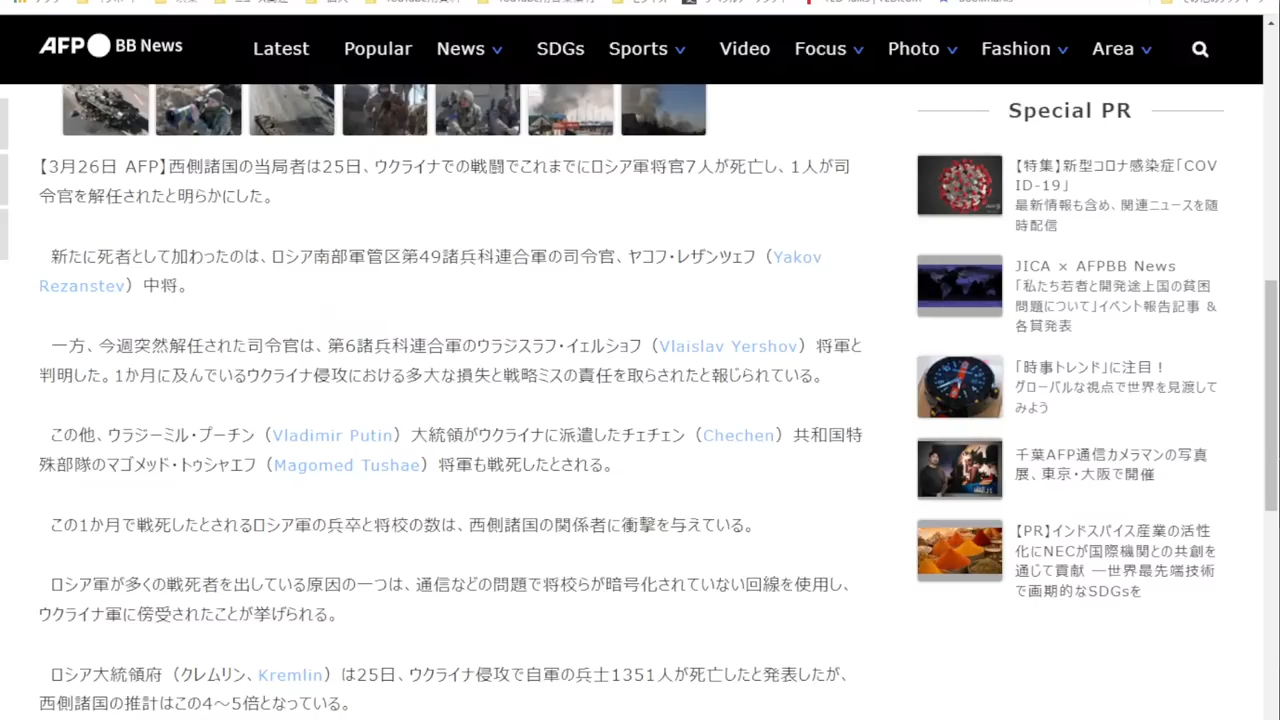 AFP BB News
Latest
Popular
News
SDGs
Sports
Video
Focus
Photo
Fashion
Area
【3月26日 AFP】西側諸国の当局者は25日、ウクライナでの戦闘でこれまでにロシア軍将官7人が死亡し、1人が司
令官を解任されたと明らかにした。
新たに死者として加わったのは、ロシア南部軍管区第49諸兵科連合軍の司令官、ヤコフ・レザンツェフ（Yakov
Rezanstev）中将。
一方、今週突然解任された司令官は、第6諸兵科連合軍のウラジスラフ・イェルショフ（Vlaislav Yershov）将軍と
判明した。1か月に及んでいるウクライナ侵攻における多大な損失と戦略ミスの責任を取らされたと報じられている。
この他、ウラジーミル・プーチン（Vladimir Putin）大統領がウクライナに派遣したチェチェン（Chechen）共和国特
殊部隊のマゴメッド・トゥシャエフ（Magomed Tushae）将軍も戦死したとされる。
この1か月で戦死したとされるロシア軍の兵卒と将校の数は、西側諸国の関係者に衝撃を与えている。
ロシア軍が多くの戦死者を出している原因の一つは、通信などの問題で将校らが暗号化されていない回線を使用し、
ウクライナ軍に傍受されたことが挙げられる。
ロシア大統領府（クレムリン、Kremlin）は25日、ウクライナ侵攻で自軍の兵士1351人が死亡したと発表したが、
西側諸国の推計はこの4～5倍となっている。
Special PR
【特集】新型コロナ感染症「COV
ID-19」
最新情報も含め、関連ニュースを随
時配信
JICA × AFPBB News
「私たち若者と開発途上国の貧困
問題について」イベント報告記事 &
各賞発表
「時事トレンド」に注目！
グローバルな視点で世界を見渡して
みよう
千葉AFP通信カメラマンの写真
展、東京・大阪で開催
【PR】インドスパイス産業の活性
化にNECが国際機関との共創を
通じて貢献 ―世界最先端技術
で画期的なSDGsを